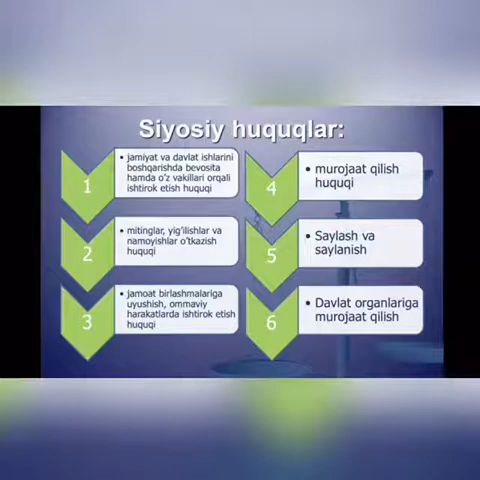 Siyosiy huquqlar:
1
• jamiyat va davlat ishlarini
boshqarishda bevosita
hamda o'z vakillari orqali
ishtirok etish huquqi
2
• mitinglar, yig'ilishlar va
namoyishlar o'tkazish
huquqi
3
• jamoat birlashmalariga
uyushish, ommaviy
harakatlarda ishtirok etish
huquqi
4
• murojaat qilish
huquqi
5
• Saylash va
saylanish
6
• Davlat organlariga
murojaat qilish